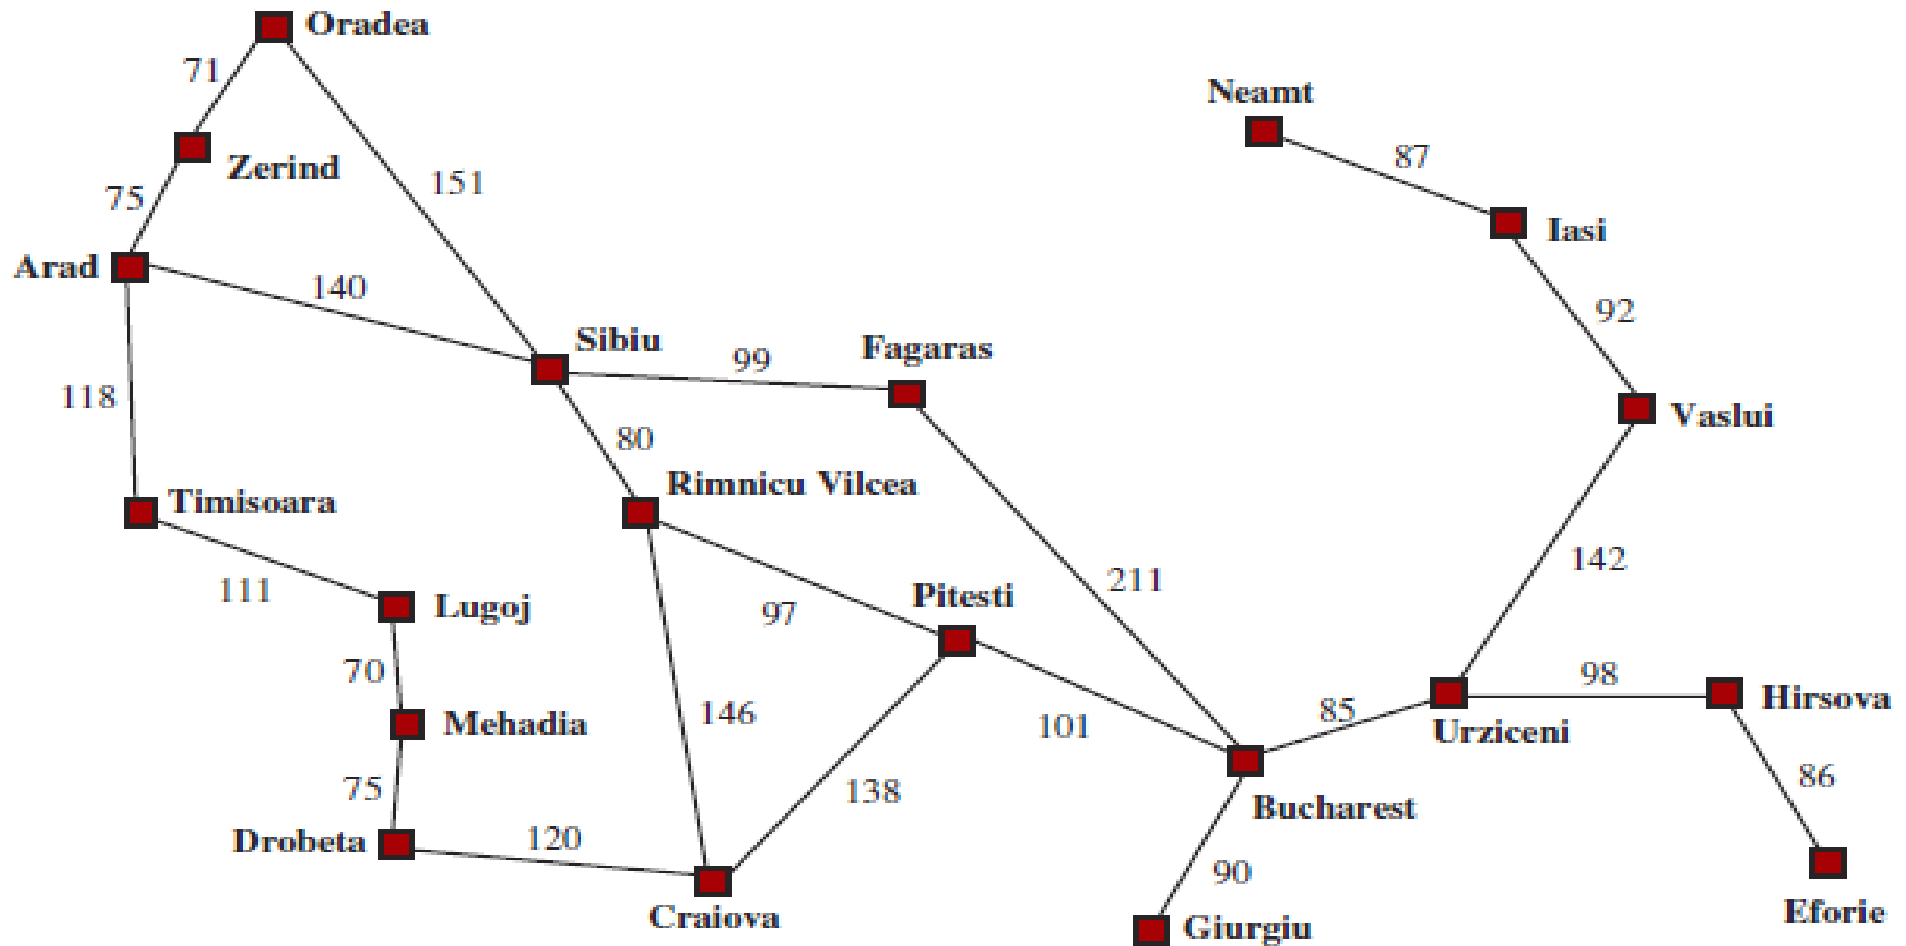 Oradea
71
Neamt
87
Zerind
151
75
Iasi
Arad
140
92
Sibiu
99
Fagaras
118
Vaslui
80
Rimnicu Vilcea
Timisoara
142
211
111
Lugoj
97
Pitesti
70
98
Hirsova
146
101
85
Urziceni
Mehadia
86
75
138
Bucharest
Drobeta
120
90
Craiova
Giurgiu
Eforie